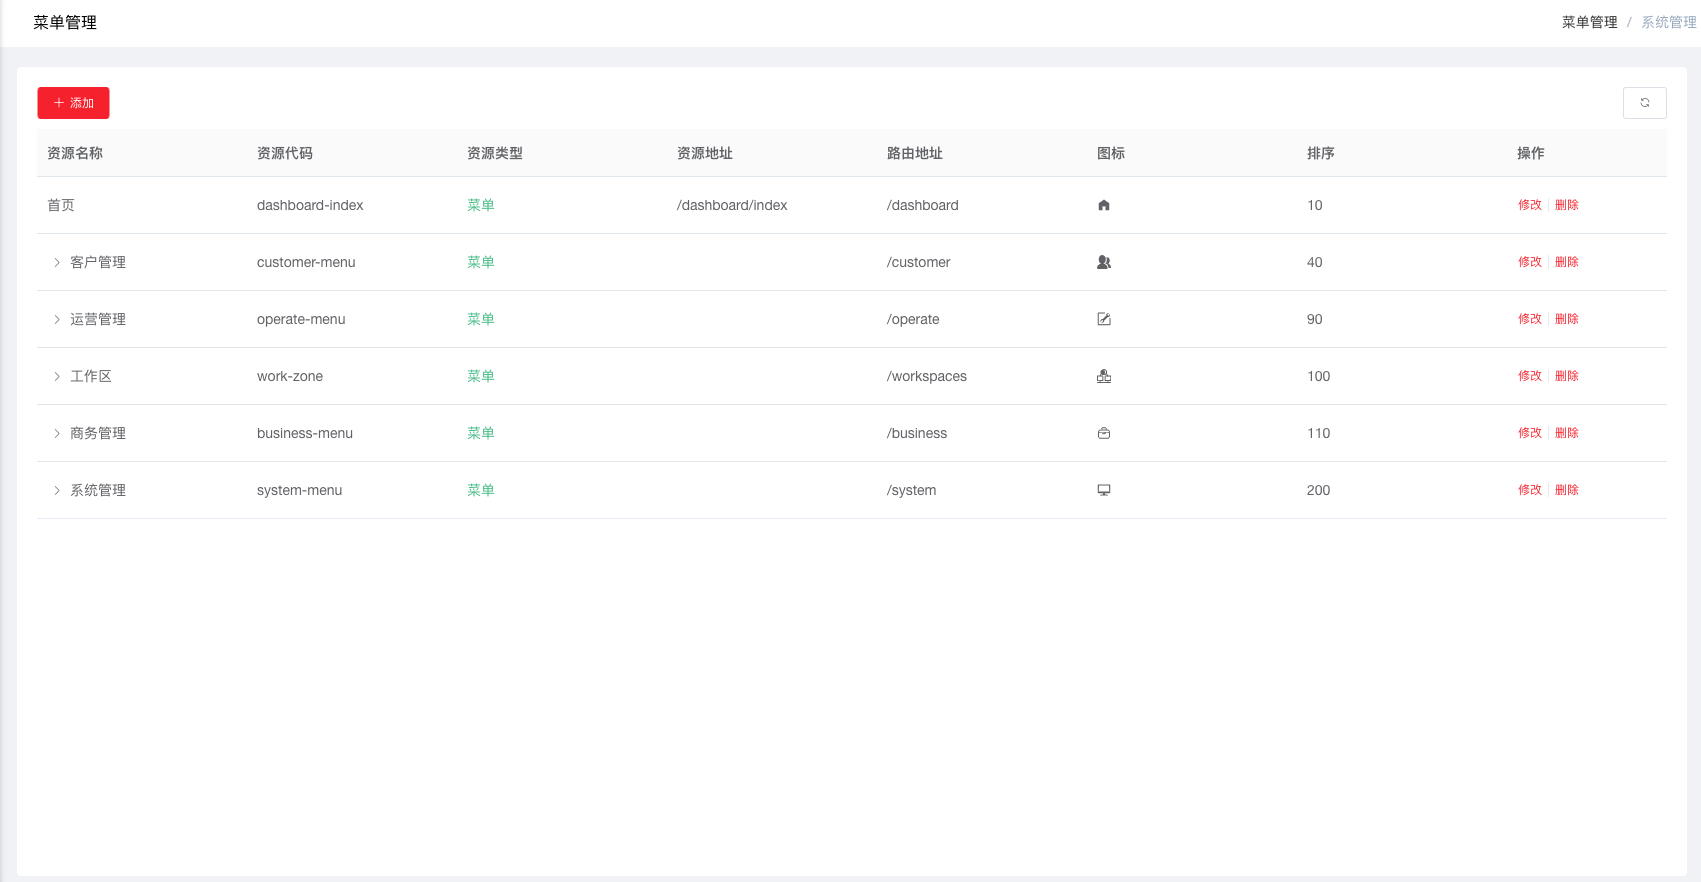 菜单管理
菜单管理 / 系统管理
添加
资源名称 资源代码 资源类型 资源地址 路由地址 图标 排序 操作
首页 dashboard-index 菜单 /dashboard/index /dashboard 10 修改 删除
客户管理 customer-menu 菜单 /customer 40 修改 删除
运营管理 operate-menu 菜单 /operate 90 修改 删除
工作区 work-zone 菜单 /workspaces 100 修改 删除
商务管理 business-menu 菜单 /business 110 修改 删除
系统管理 system-menu 菜单 /system 200 修改 删除